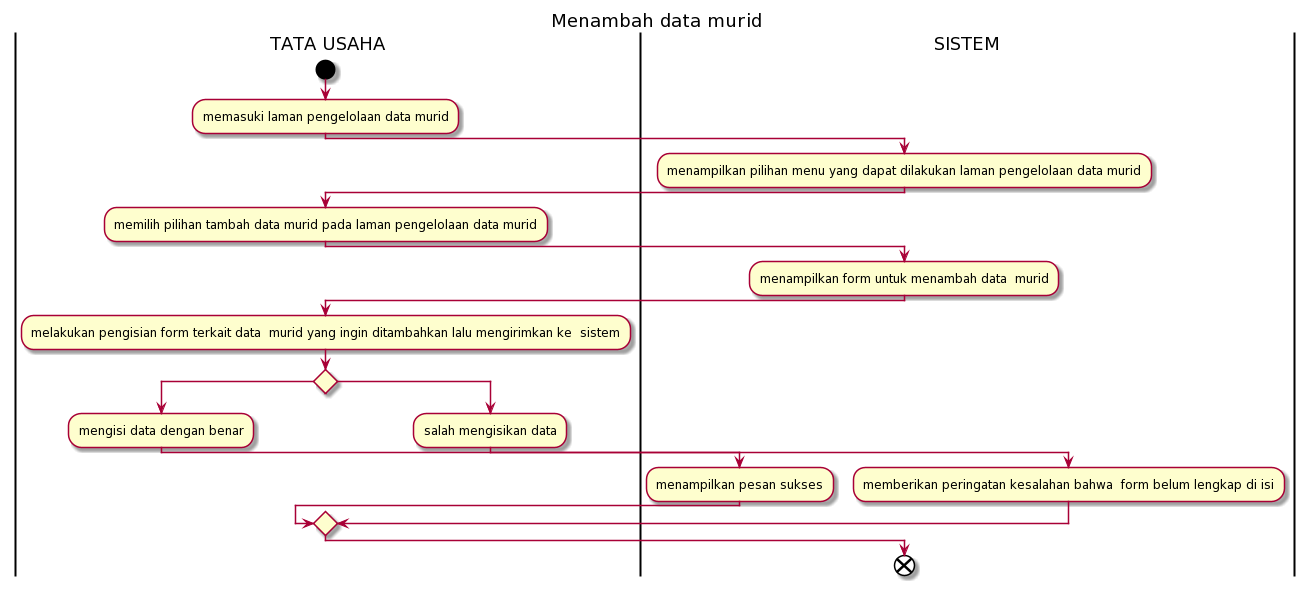 Menambah data murid
TATA USAHA
SISTEM
memasuki laman pengelolaan data murid
menampilkan pilihan menu yang dapat dilakukan laman pengelolaan data murid
memilih pilihan tambah data murid pada laman pengelolaan data murid
menampilkan form untuk menambah data  murid
melakukan pengisian form terkait data  murid yang ingin ditambahkan lalu mengirimkan ke  sistem
mengisi data dengan benar
salah mengisikan data
menampilkan pesan sukses
memberikan peringatan kesalahan bahwa  form belum lengkap di isi